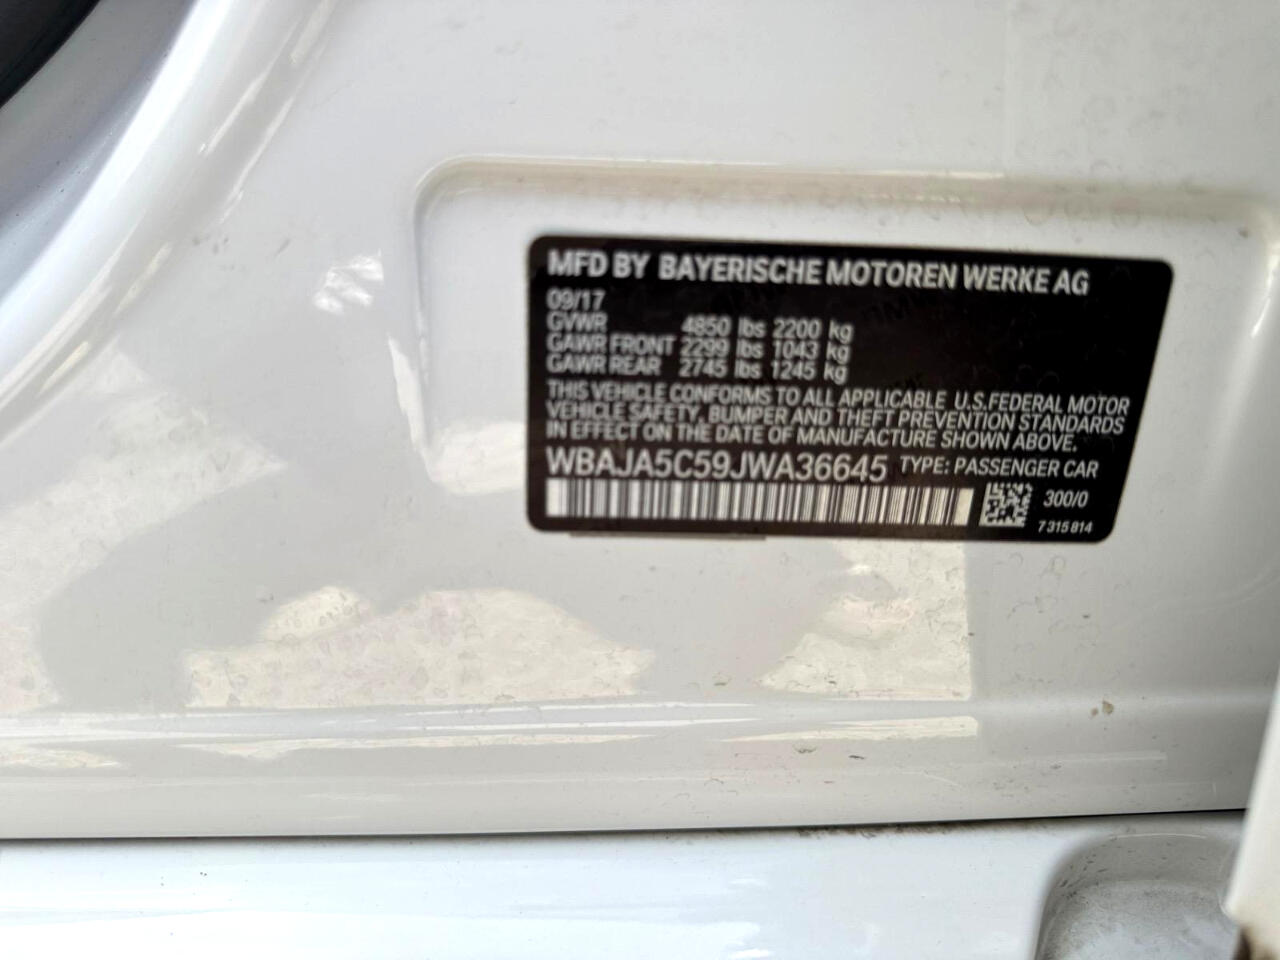 MFD BY BAYERISCHE MOTOREN WERKE AG
09/17
GVWR 4850 lbs 2200 kg
GAWR FRONT 2299 lbs 1043 kg
GAWR REAR 2745 lbs 1245 kg
THIS VEHICLE CONFORMS TO ALL APPLICABLE U.S.FEDERAL MOTOR
VEHICLE SAFETY, BUMPER AND THEFT PREVENTION STANDARDS
IN EFFECT ON THE DATE OF MANUFACTURE SHOWN ABOVE.
WBAJA5C59JWA36645 TYPE: PASSENGER CAR
300/0
7 315 814